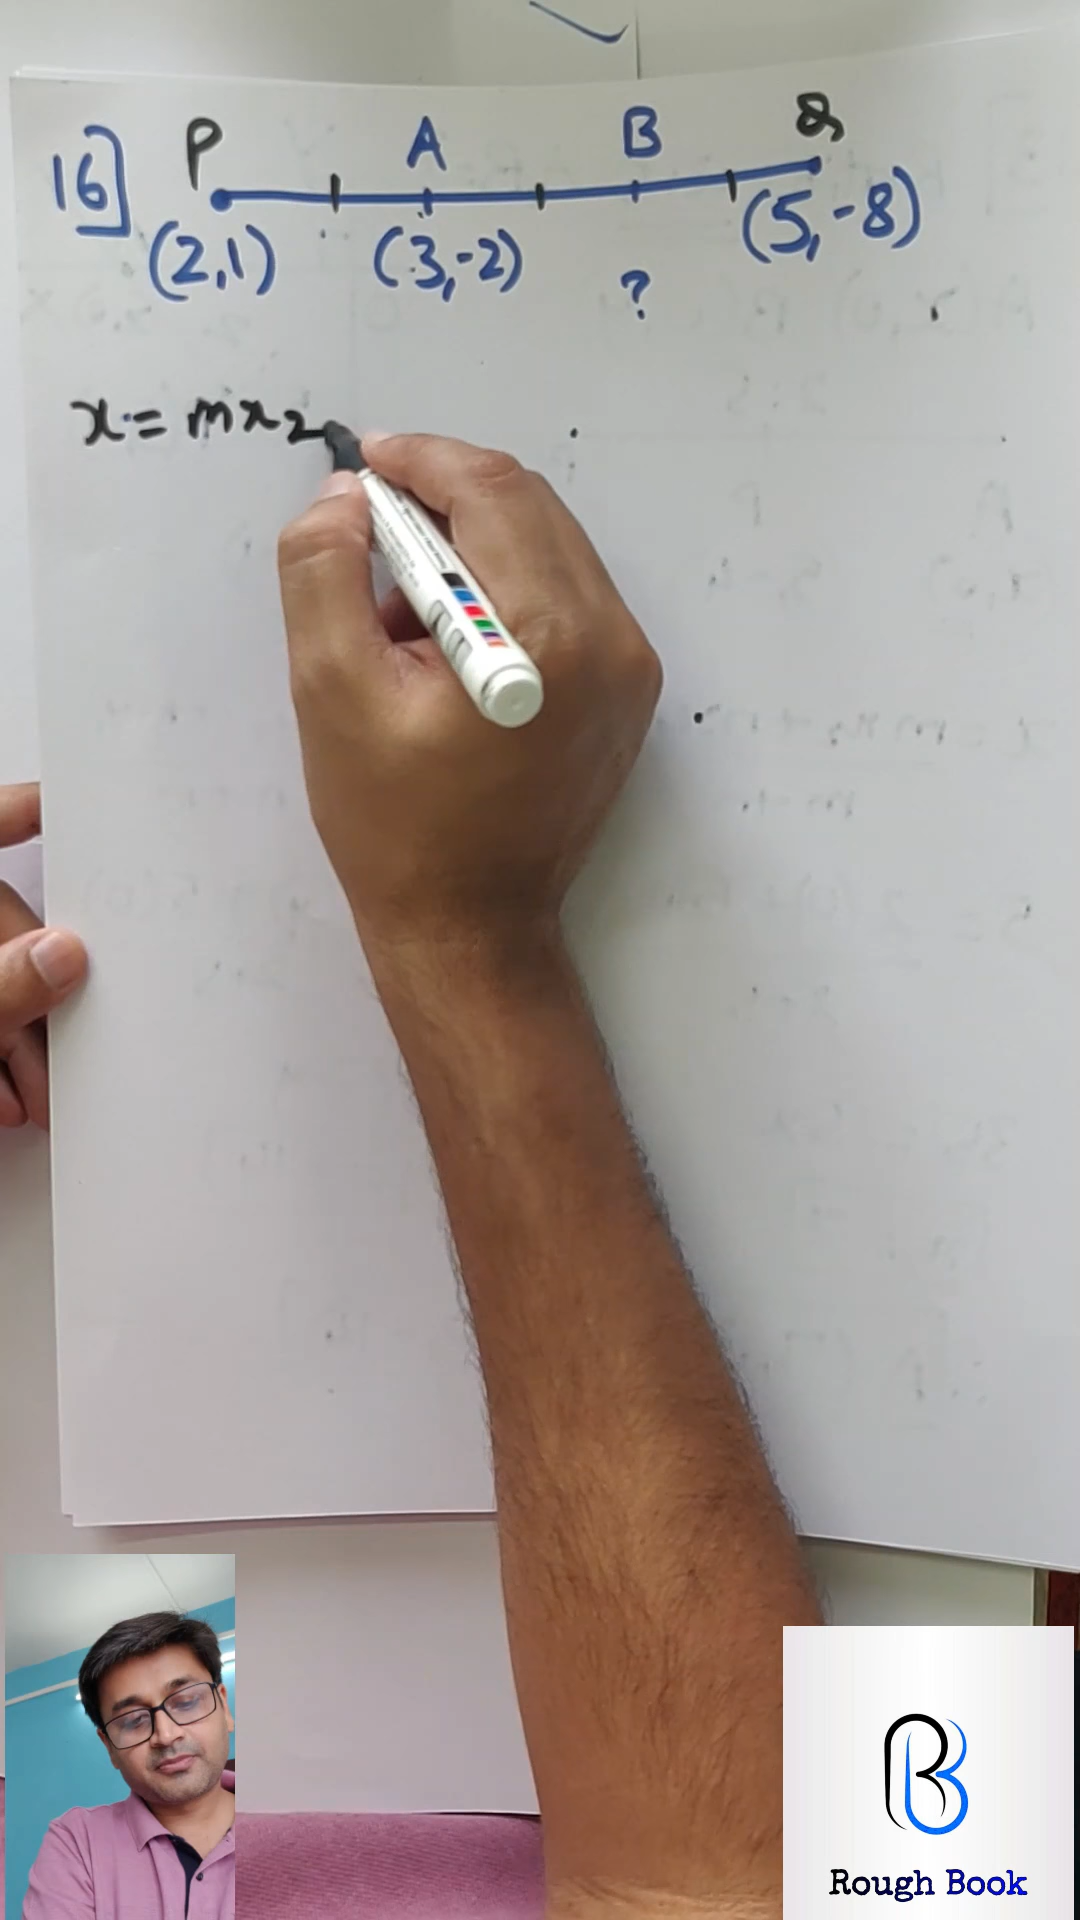 16]
P A B Q
(2,1) (3,-2) ? (5,-8)
x = mx2
Rough Book